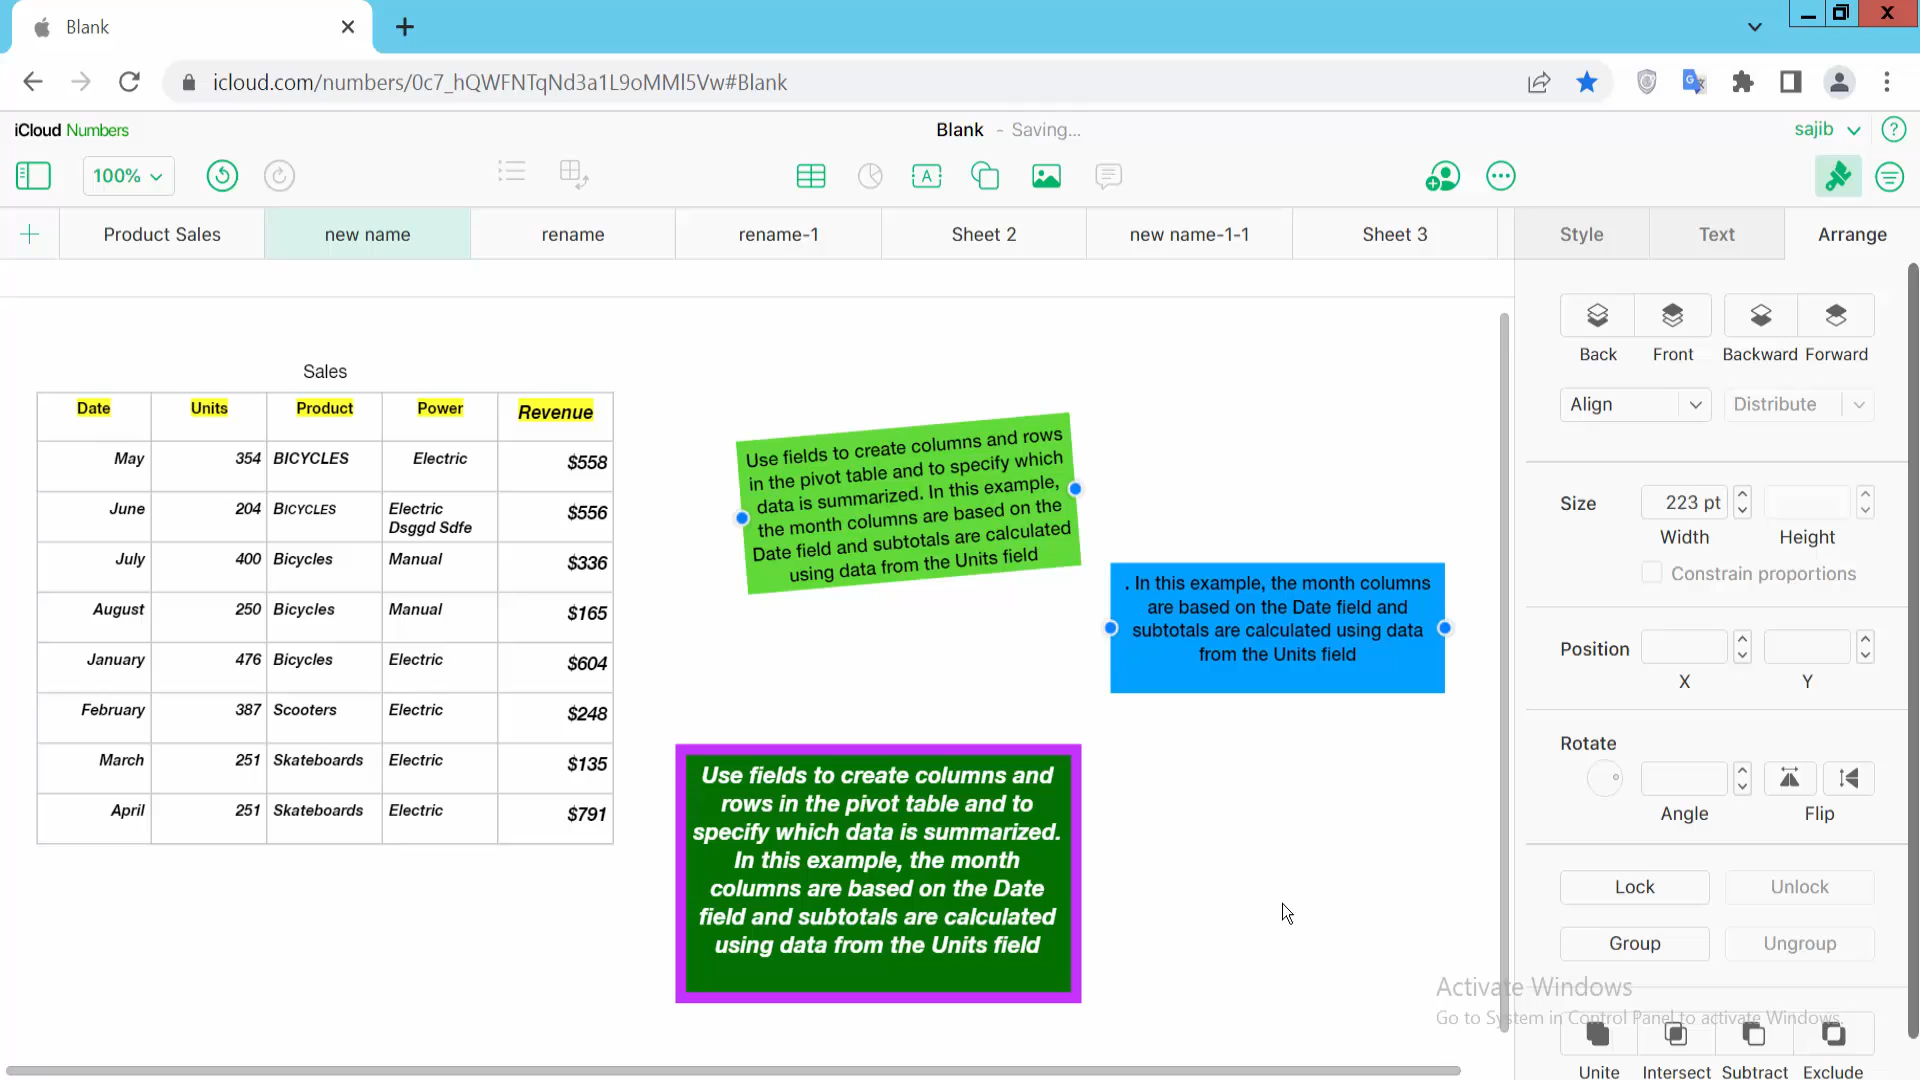 Blank
icloud.com/numbers/0c7_hQWFNTqNd3a1L9oMMl5Vw#Blank
iCloud Numbers
Blank - Saving...
sajib
100%
Product Sales
new name
rename
rename-1
Sheet 2
new name-1-1
Sheet 3
Style
Text
Arrange
Sales
Date Units Product Power Revenue
May 354 BICYCLES Electric $558
June 204 BICYCLES Electric Dsggd Sdfe $556
July 400 Bicycles Manual $336
August 250 Bicycles Manual $165
January 476 Bicycles Electric $604
February 387 Scooters Electric $248
March 251 Skateboards Electric $135
April 251 Skateboards Electric $791
Use fields to create columns and rows
in the pivot table and to specify which
data is summarized. In this example,
the month columns are based on the
Date field and subtotals are calculated
using data from the Units field
. In this example, the month columns
are based on the Date field and
subtotals are calculated using data
from the Units field
Use fields to create columns and
rows in the pivot table and to
specify which data is summarized.
In this example, the month
columns are based on the Date
field and subtotals are calculated
using data from the Units field
Back Front Backward Forward
Align Distribute
Size 223 pt
Width Height
Constrain proportions
Position
X Y
Rotate
Angle Flip
Lock Unlock
Group Ungroup
Activate Windows
Go to System in Control Panel to activate Windows.
Unite Intersect Subtract Exclude